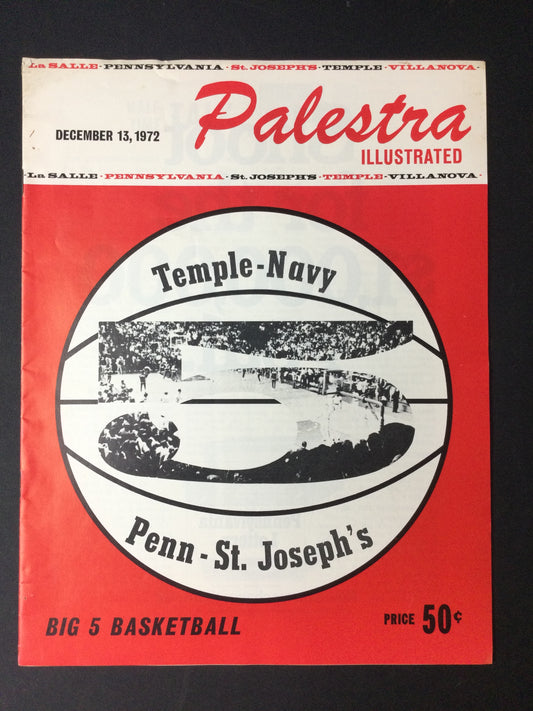 La SALLE · PENNSYLVANIA · ST. JOSEPH'S · TEMPLE · VILLANOVA ·
DECEMBER 13, 1972
Palestra
ILLUSTRATED
· La SALLE · PENNSYLVANIA · ST. JOSEPH'S · TEMPLE · VILLANOVA ·
Temple-Navy
5
Penn - St. Joseph's
BIG 5 BASKETBALL
PRICE 50¢